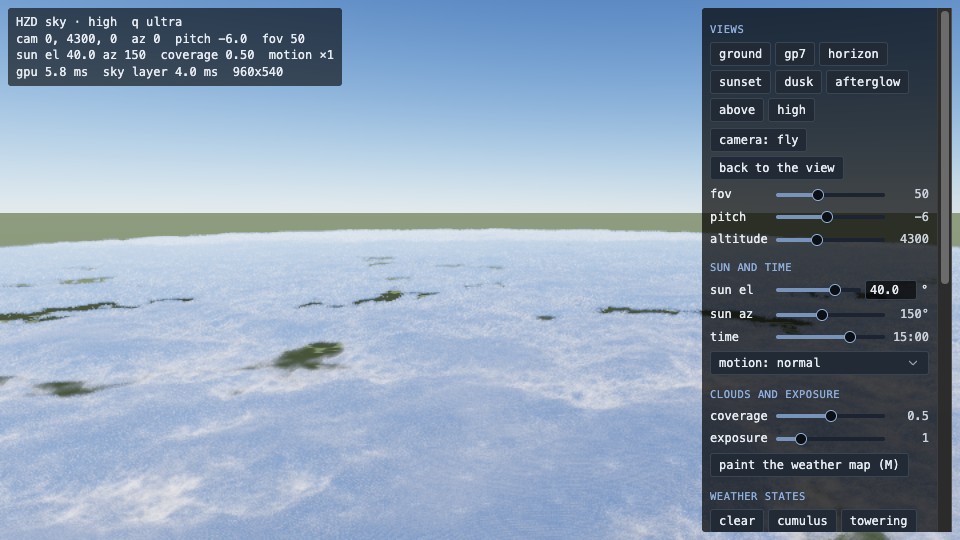 HZD sky · high  q ultra
cam 0, 4300, 0  az 0  pitch −6.0  fov 50
sun el 40.0 az 150  coverage 0.50  motion ×1
gpu 5.8 ms  sky layer 4.0 ms  960x540
VIEWS
ground gp7 horizon
sunset dusk afterglow
above high
camera: fly
back to the view
fov 50
pitch −6
altitude 4300
SUN AND TIME
sun el 40.0 °
sun az 150°
time 15:00
motion: normal
CLOUDS AND EXPOSURE
coverage 0.5
exposure 1
paint the weather map (M)
WEATHER STATES
clear cumulus towering